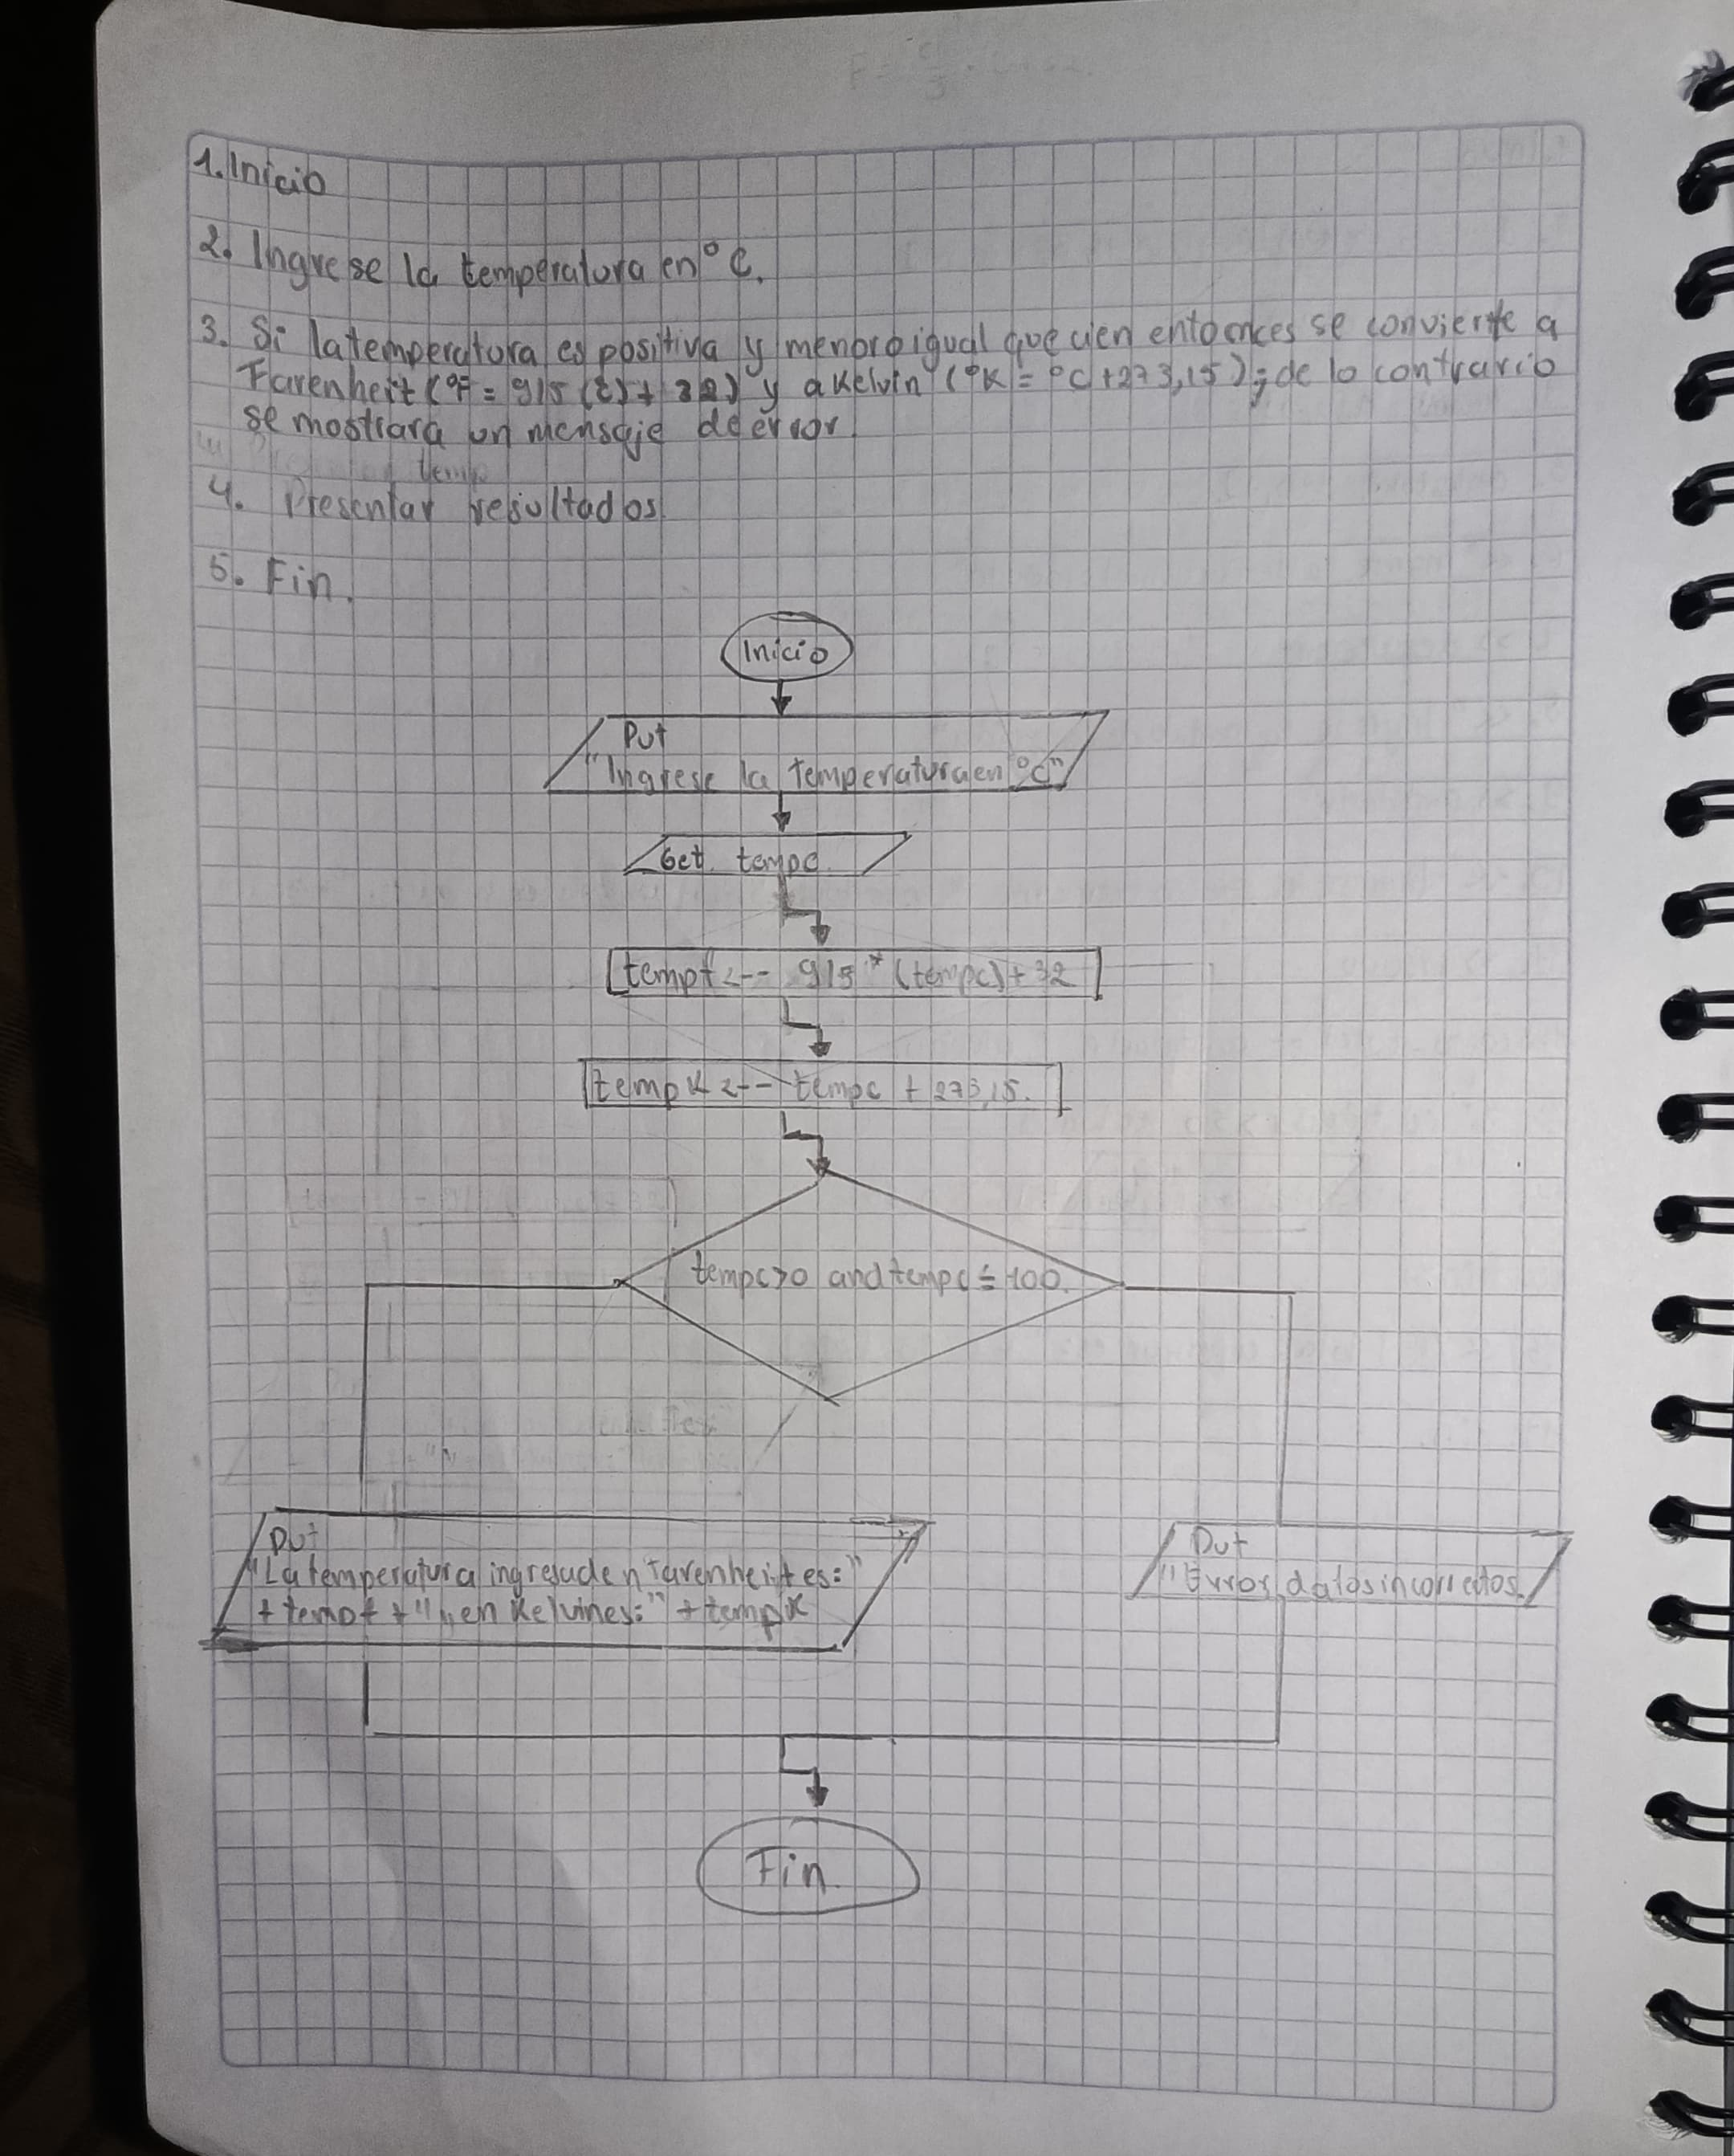 1. Inicio
2. Ingrese la temperatura en °C.
3. Si la temperatura es positiva y menor o igual que cien entonces se convierte a
Farenheit (°F = 9/5 (C) + 32) y a Kelvin (°K = °C + 273,15); de lo contrario
se mostrara un mensaje de error.
4. Presentar resultados
5. Fin.
Inicio
Put
"Ingrese la temperatura en °C"
Get tempc
tempf <-- 9/5 * (tempc) + 32
tempK <-- tempc + 273,15.
tempc>0 and tempc ≤ 100.
Put
"La temperatura ingresade n Farenheit es:"
+ tempf + " ,, en Kelvines:" + tempK
Put
"Error, datos incorrectos.
Fin.